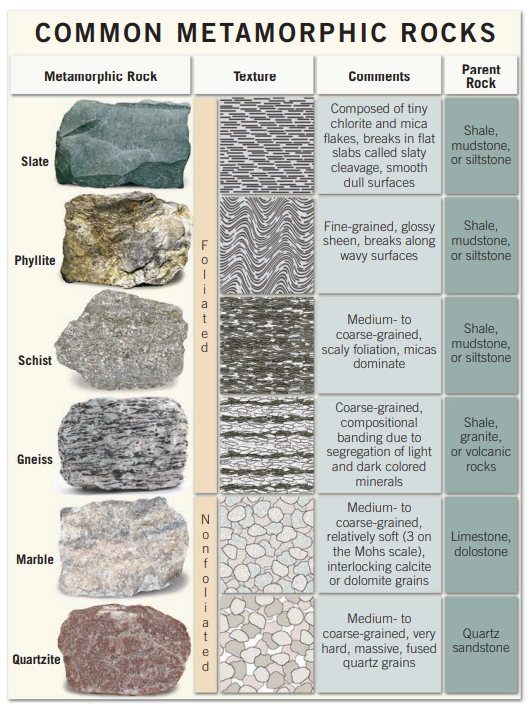 COMMON METAMORPHIC ROCKS
Metamorphic Rock
Texture
Comments
Parent
Rock
Slate
Composed of tiny
chlorite and mica
flakes, breaks in flat
slabs called slaty
cleavage, smooth
dull surfaces
Shale,
mudstone,
or siltstone
Phyllite
Foliated
Fine-grained, glossy
sheen, breaks along
wavy surfaces
Shale,
mudstone,
or siltstone
Schist
Medium- to
coarse-grained,
scaly foliation, micas
dominate
Shale,
mudstone,
or siltstone
Gneiss
Coarse-grained,
compositional
banding due to
segregation of light
and dark colored
minerals
Shale,
granite,
or volcanic
rocks
Marble
Nonfoliated
Medium- to
coarse-grained,
relatively soft (3 on
the Mohs scale),
interlocking calcite
or dolomite grains
Limestone,
dolostone
Quartzite
Medium- to
coarse-grained, very
hard, massive, fused
quartz grains
Quartz
sandstone